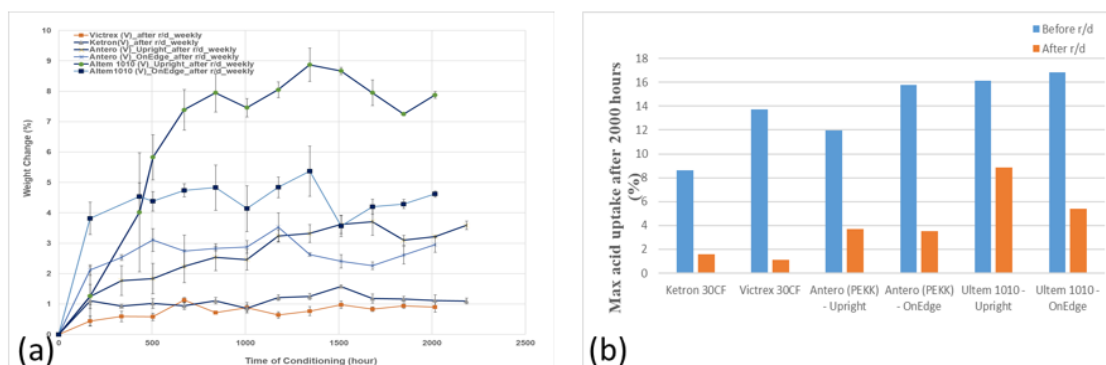 Victrex (V)_after r/d_weekly
Ketron(V)_after r/d_weekly
Antero (V)_Upright_after r/d_weekly
Antero (V)_OnEdge_after r/d_weekly
Altem 1010 (V)_Upright_after r/d_weekly
Altem1010 (V)_OnEdge_after r/d_weekly
Weight Change (%)
10
9
8
7
6
5
4
3
2
1
0
0 500 1000 1500 2000 2500
Time of Conditioning (hour)
(a)
(b)
Before r/d
After r/d
Max acid uptake after 2000 hours
(%)
18
16
14
12
10
8
6
4
2
0
Ketron 30CF Victrex 30CF Antero (PEKK) Antero (PEKK) Ultem 1010 - Ultem 1010 -
- Upright - OnEdge Upright OnEdge